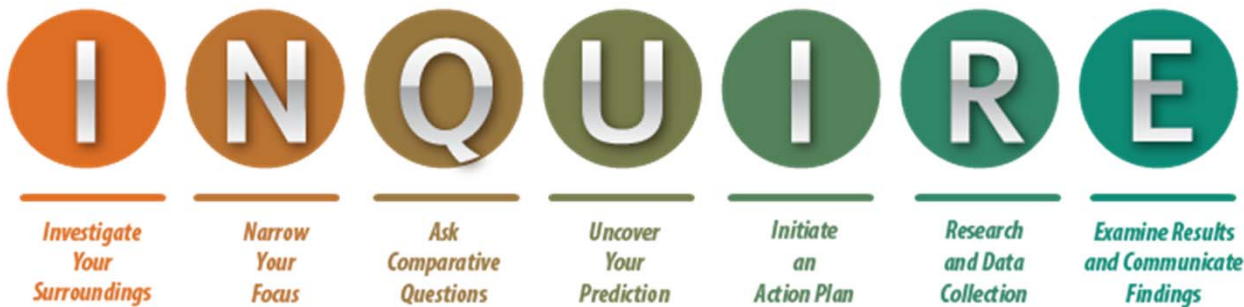 INQUIRE
Investigate
Your
Surroundings
Narrow
Your
Focus
Ask
Comparative
Questions
Uncover
Your
Prediction
Initiate
an
Action Plan
Research
and Data
Collection
Examine Results
and Communicate
Findings